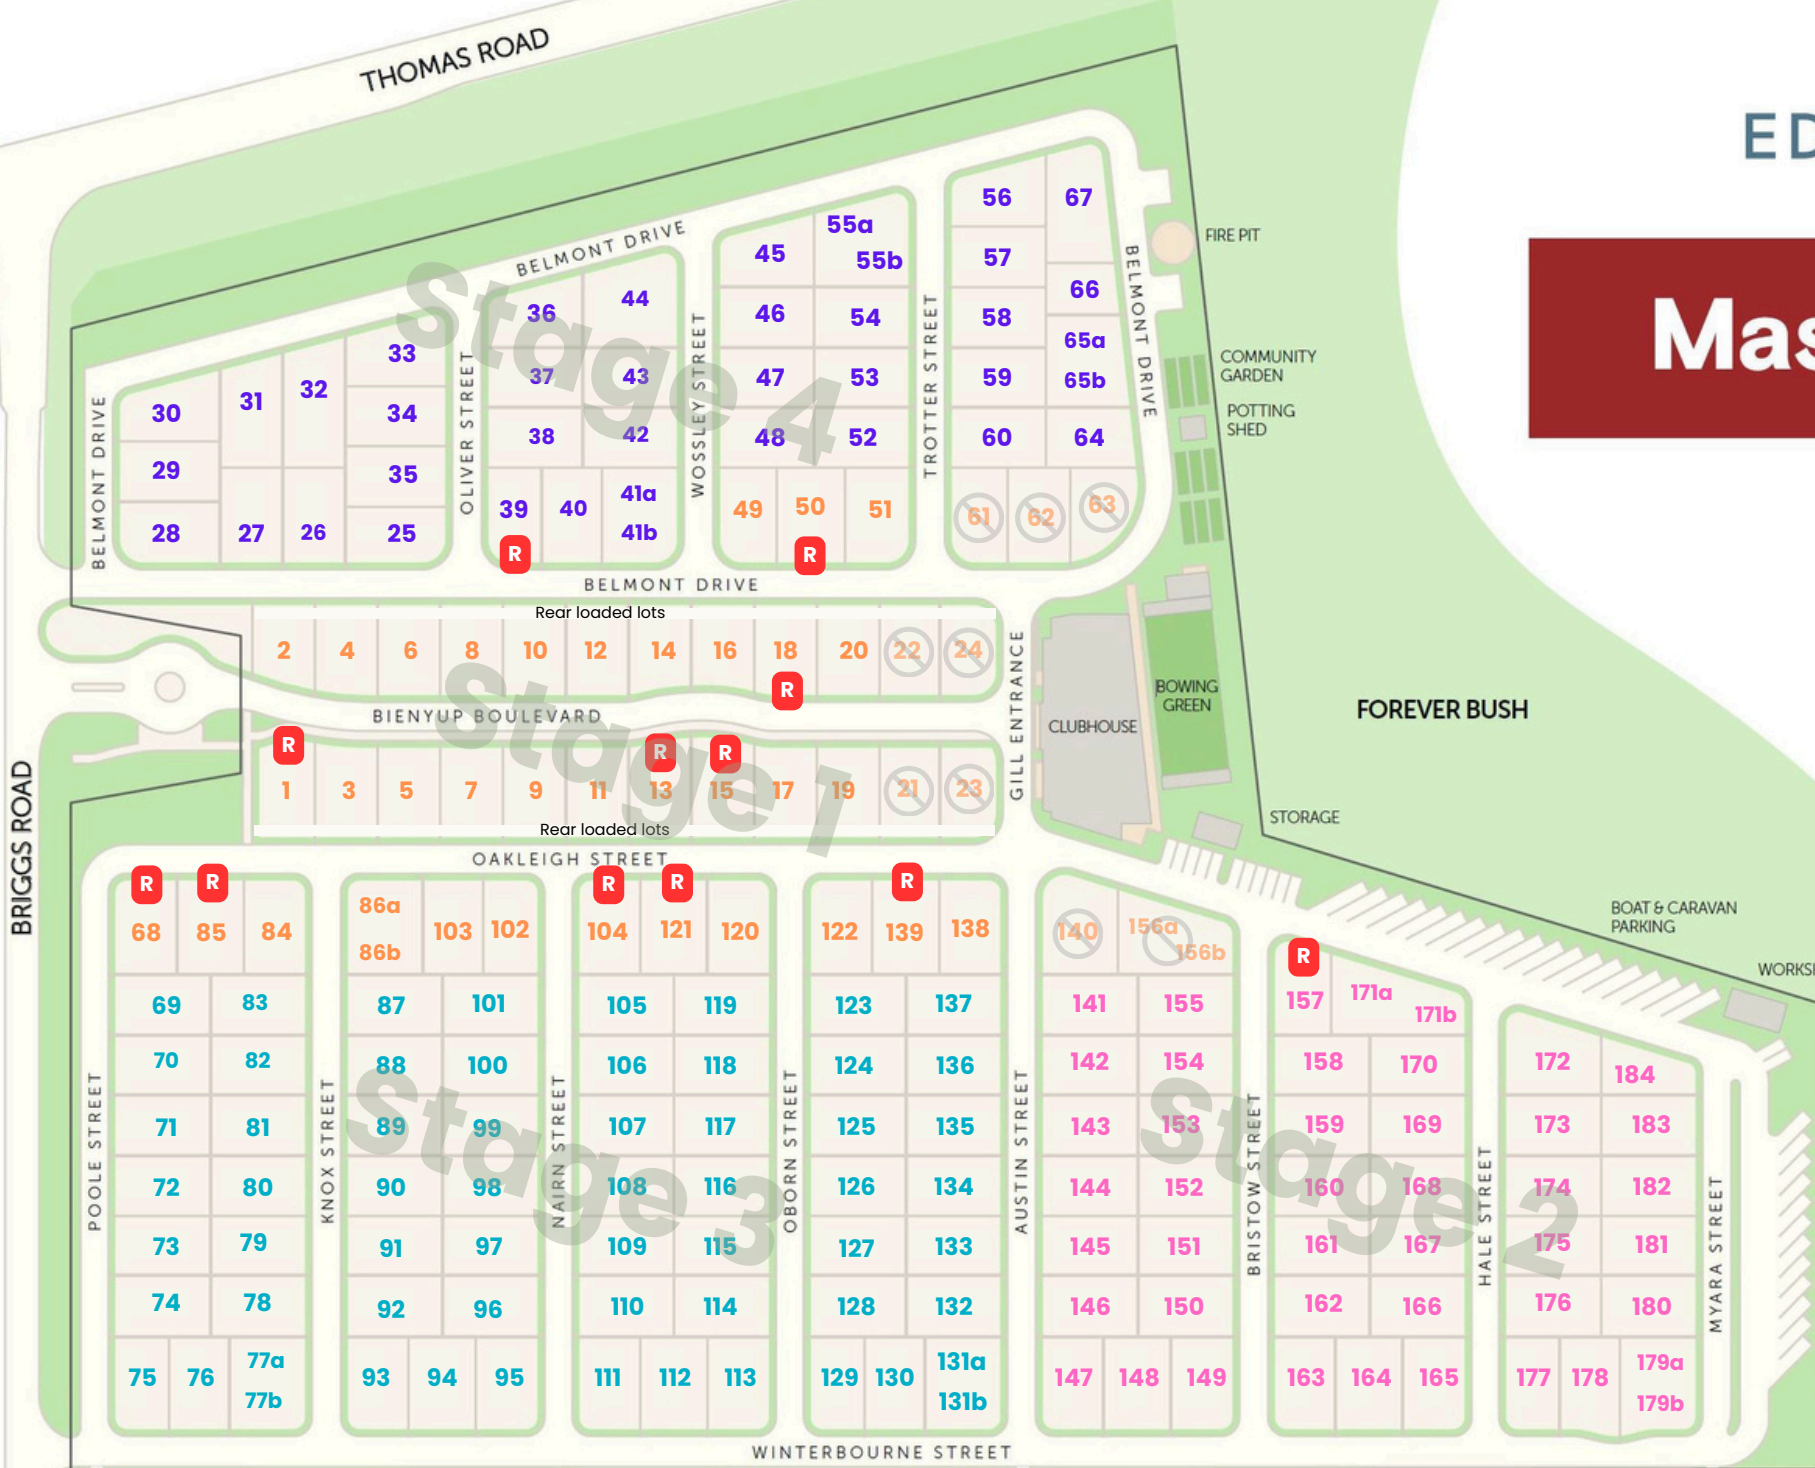 THOMAS ROAD
ED
Mas
FIRE PIT
COMMUNITY
GARDEN
POTTING
SHED
BELMONT DRIVE
BELMONT DRIVE
BELMONT DRIVE
OLIVER STREET
WOSSLEY STREET
TROTTER STREET
Stage 4
30
31
32
33
34
29
35
28
27
26
25
36
44
37
43
38
42
39
40
41a
41b
R
45
55a
55b
46
54
47
53
48
52
49
50
51
R
56
67
57
66
58
65a
59
65b
60
64
61
62
63
BELMONT DRIVE
Rear loaded lots
2
4
6
8
10
12
14
16
18
20
22
24
R
Stage 1
BIENYUP BOULEVARD
GILL ENTRANCE
CLUBHOUSE
BOWING
GREEN
FOREVER BUSH
R
R
R
1
3
5
7
9
11
13
15
17
19
21
23
Rear loaded lots
OAKLEIGH STREET
STORAGE
BRIGGS ROAD
BOAT & CARAVAN
PARKING
WORKS
R
R
68
85
84
69
83
70
82
71
81
72
80
73
79
74
78
75
76
77a
77b
POOLE STREET
KNOX STREET
86a
86b
103
102
87
101
88
100
89
99
90
98
91
97
92
96
93
94
95
Stage 3
NAIRN STREET
R
R
104
121
120
105
119
106
118
107
117
108
116
109
115
110
114
111
112
113
OBORN STREET
R
122
139
138
123
137
124
136
125
135
126
134
127
133
128
132
129
130
131a
131b
AUSTIN STREET
140
156a
156b
141
155
142
154
143
153
144
152
145
151
146
150
147
148
149
Stage 2
BRISTOW STREET
R
157
171a
171b
158
170
159
169
160
168
161
167
162
166
163
164
165
HALE STREET
172
184
173
183
174
182
175
181
176
180
177
178
179a
179b
MYARA STREET
WINTERBOURNE STREET